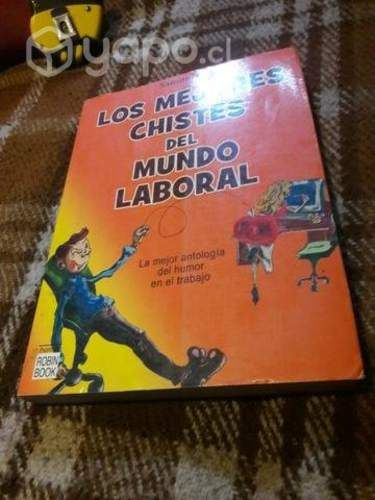 yapo.cl
LOS MEJORES
CHISTES
DEL
MUNDO
LABORAL
La mejor antología
del humor
en el trabajo
ROBIN
BOOK